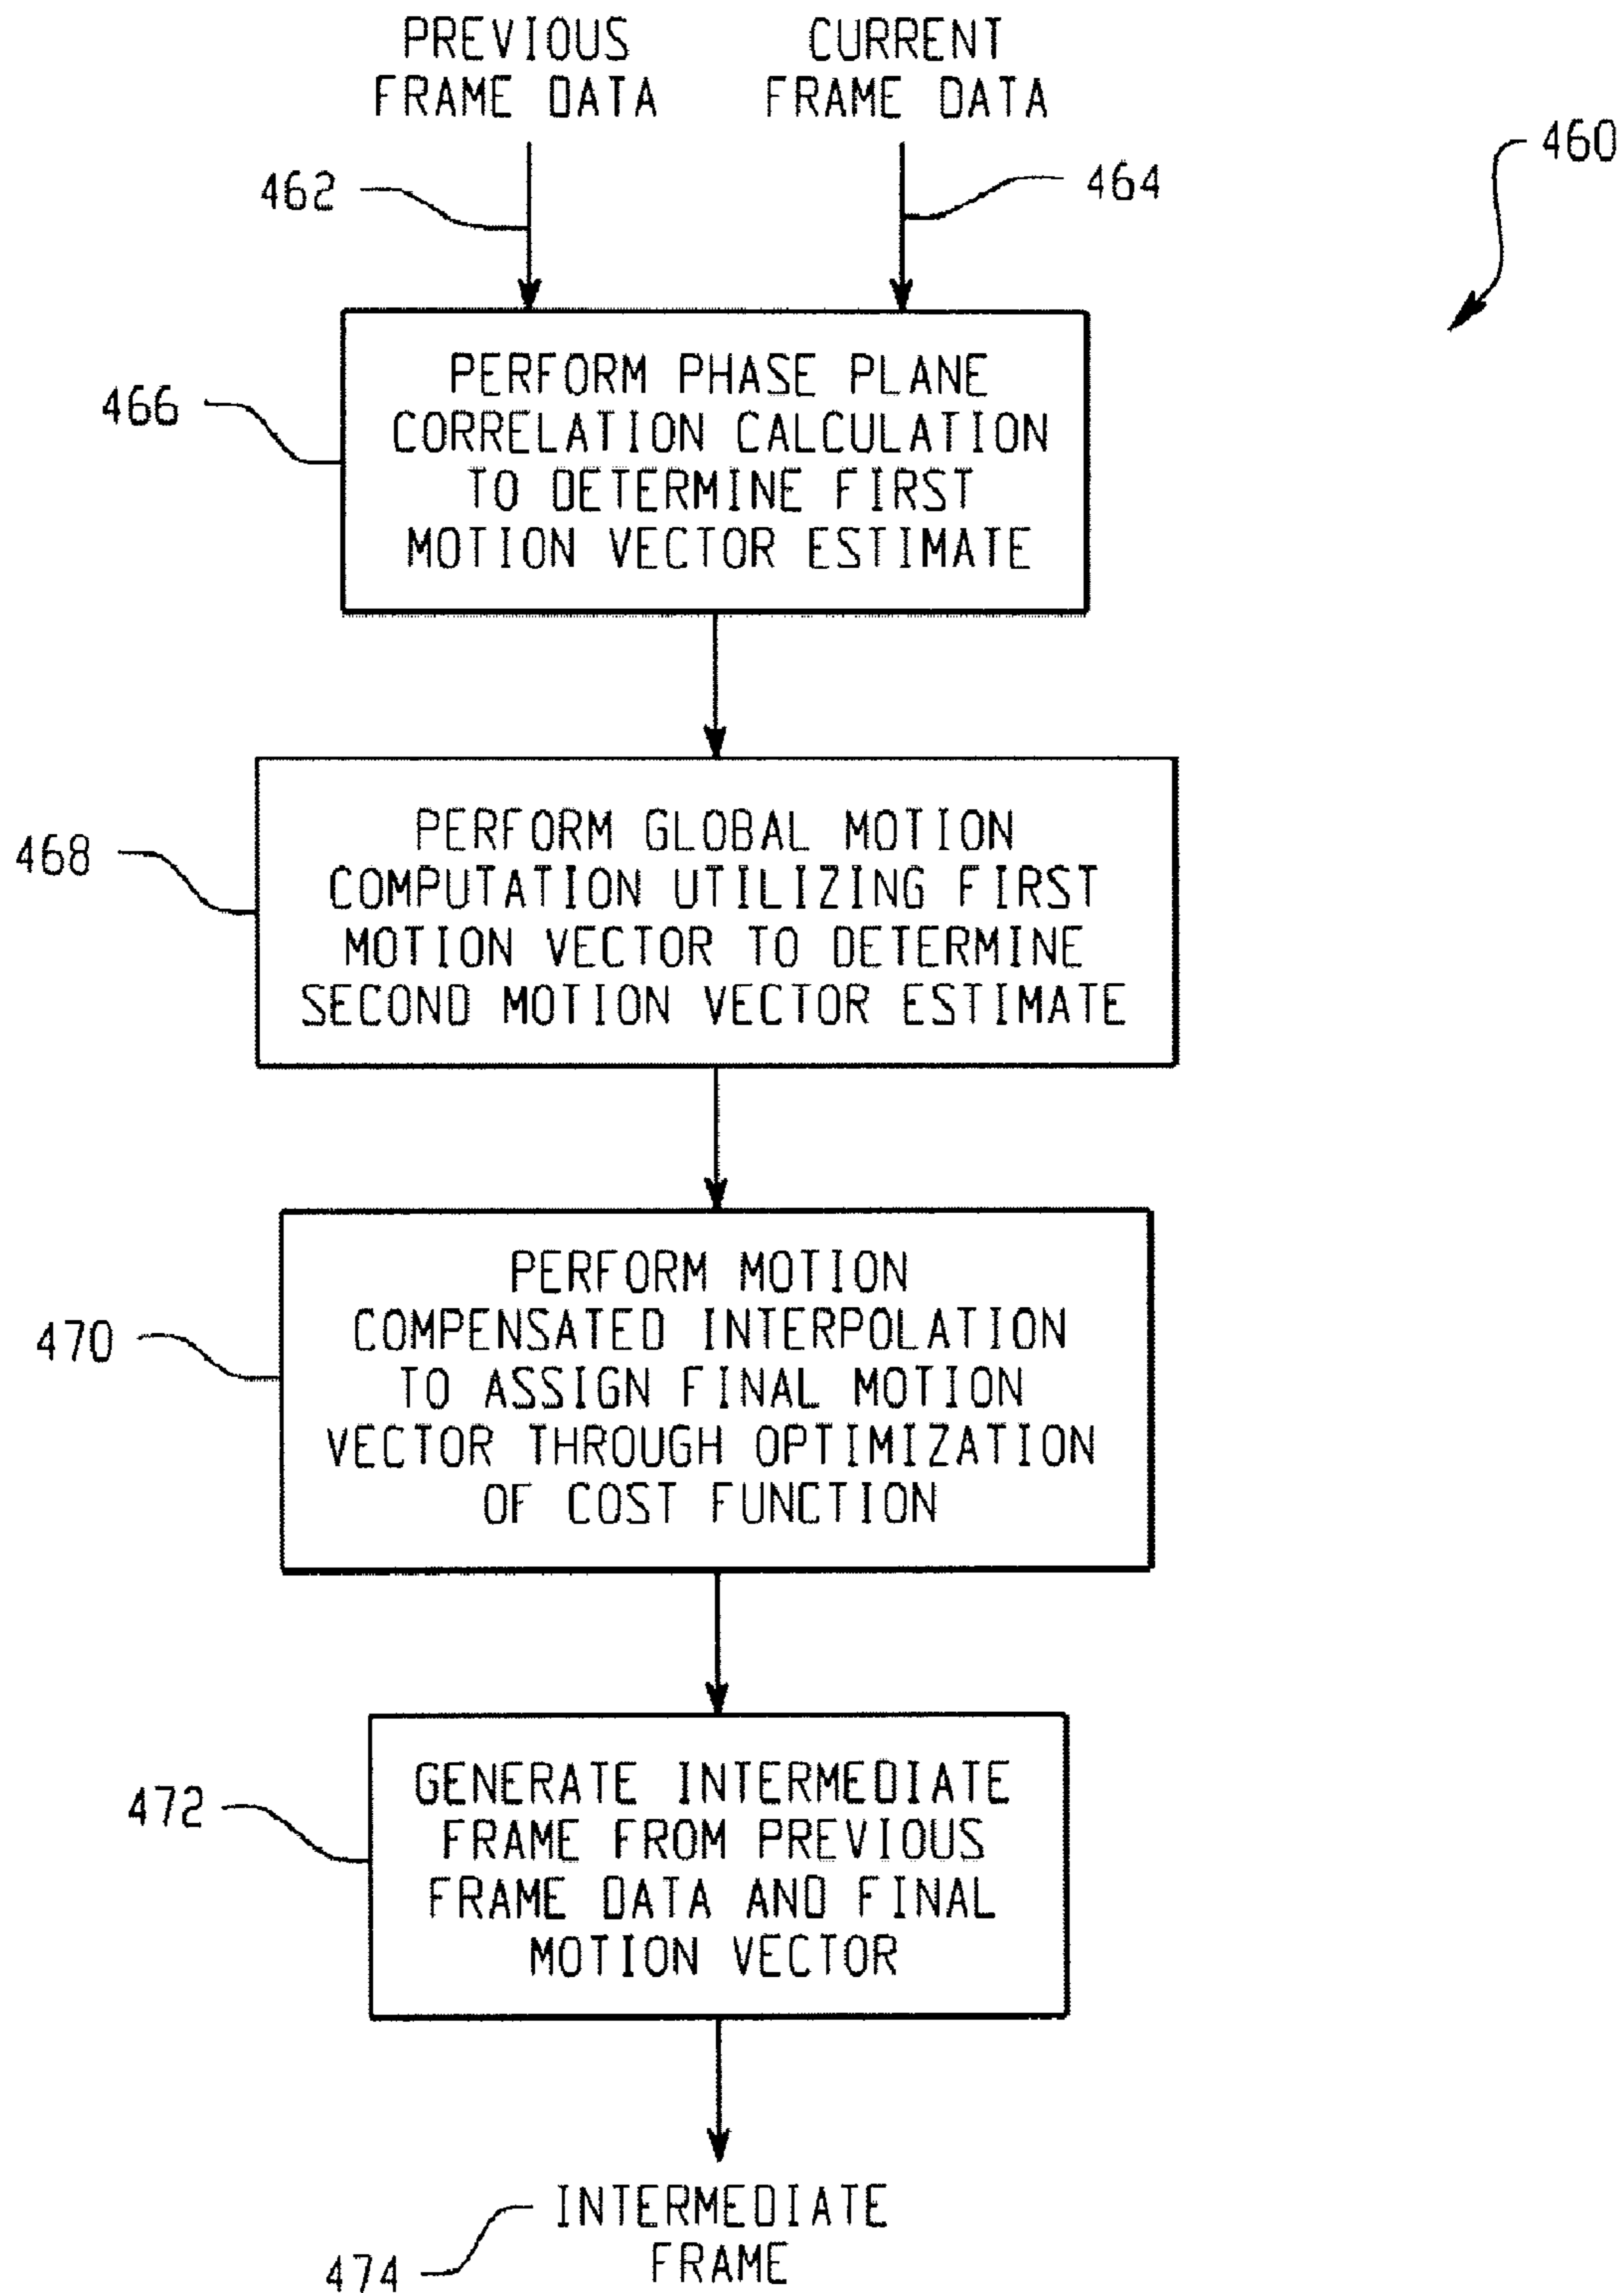 PREVIOUS
FRAME DATA
CURRENT
FRAME DATA
460
462
464
466
PERFORM PHASE PLANE
CORRELATION CALCULATION
TO DETERMINE FIRST
MOTION VECTOR ESTIMATE
468
PERFORM GLOBAL MOTION
COMPUTATION UTILIZING FIRST
MOTION VECTOR TO DETERMINE
SECOND MOTION VECTOR ESTIMATE
470
PERFORM MOTION
COMPENSATED INTERPOLATION
TO ASSIGN FINAL MOTION
VECTOR THROUGH OPTIMIZATION
OF COST FUNCTION
472
GENERATE INTERMEDIATE
FRAME FROM PREVIOUS
FRAME DATA AND FINAL
MOTION VECTOR
474
INTERMEDIATE
FRAME